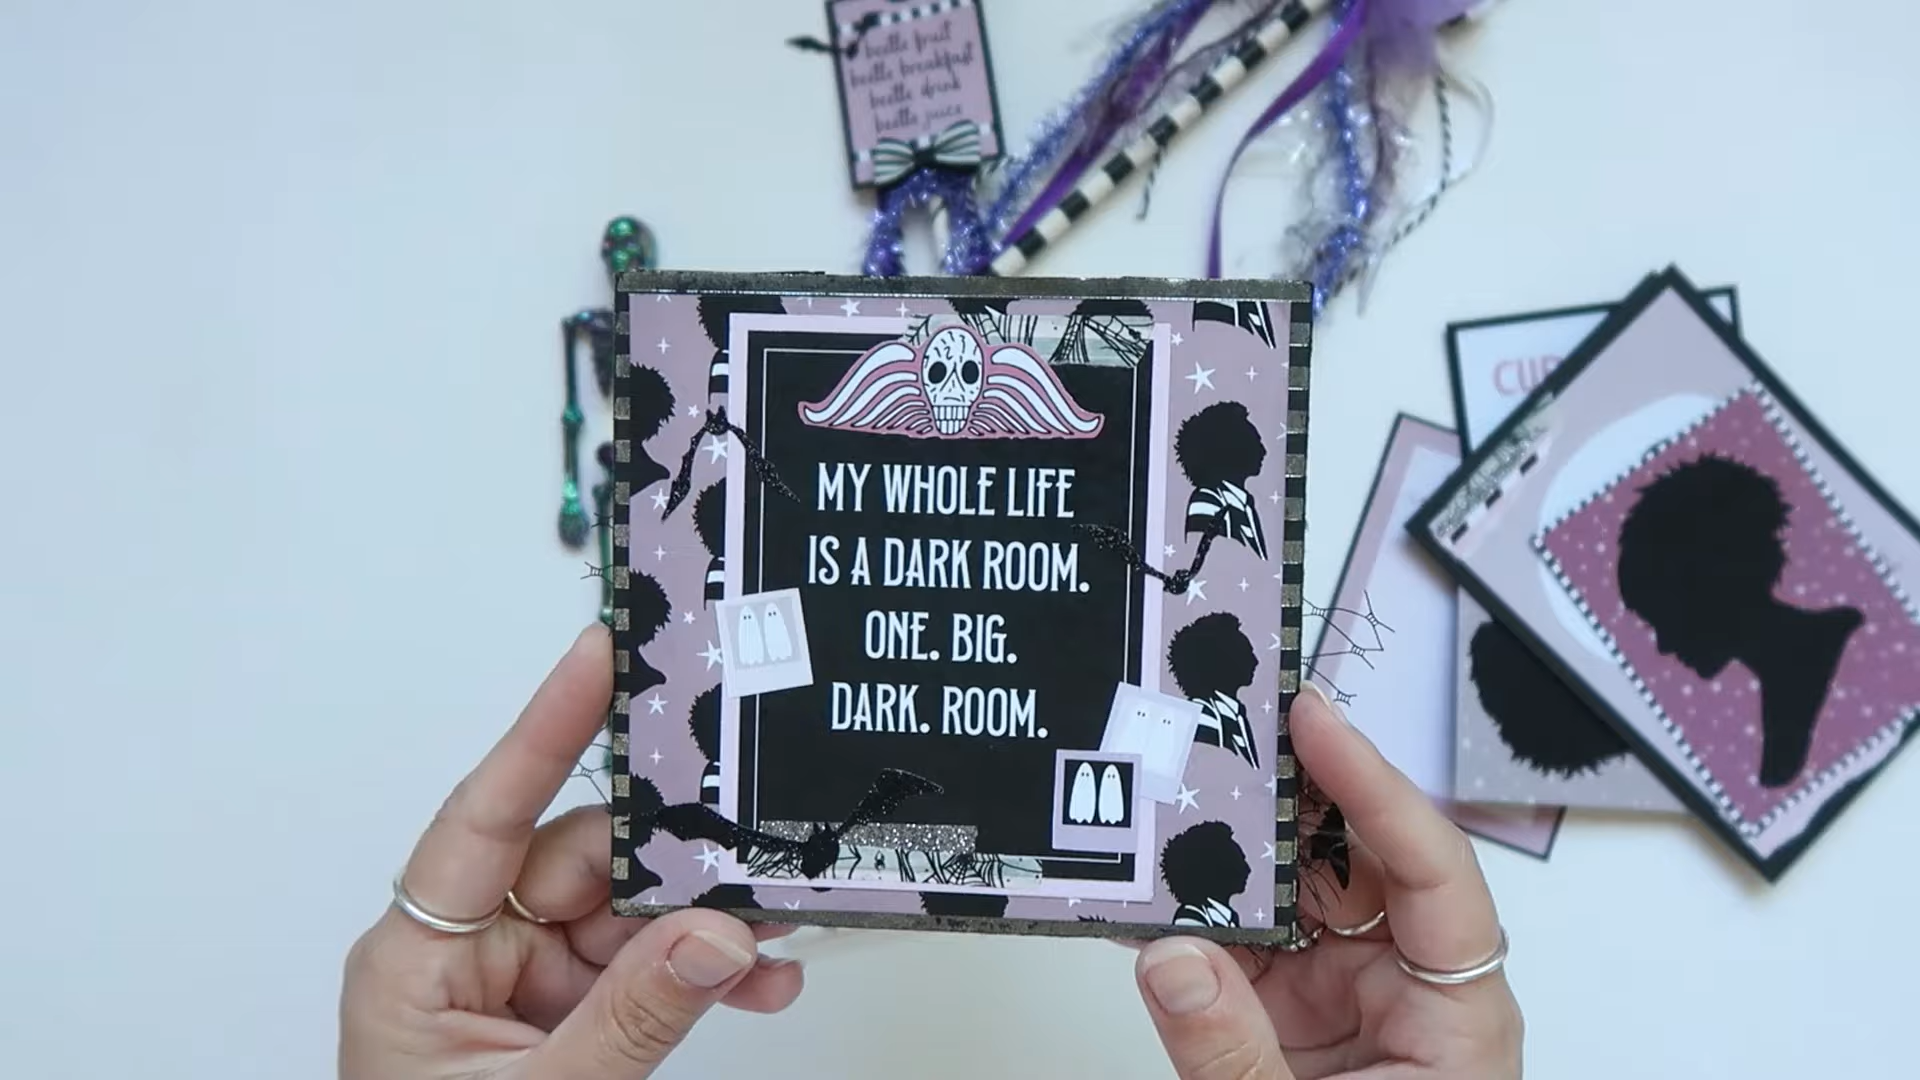 beetle fruit
beetle breakfast
beetle drink
beetle juice
MY WHOLE LIFE
IS A DARK ROOM.
ONE. BIG.
DARK. ROOM.